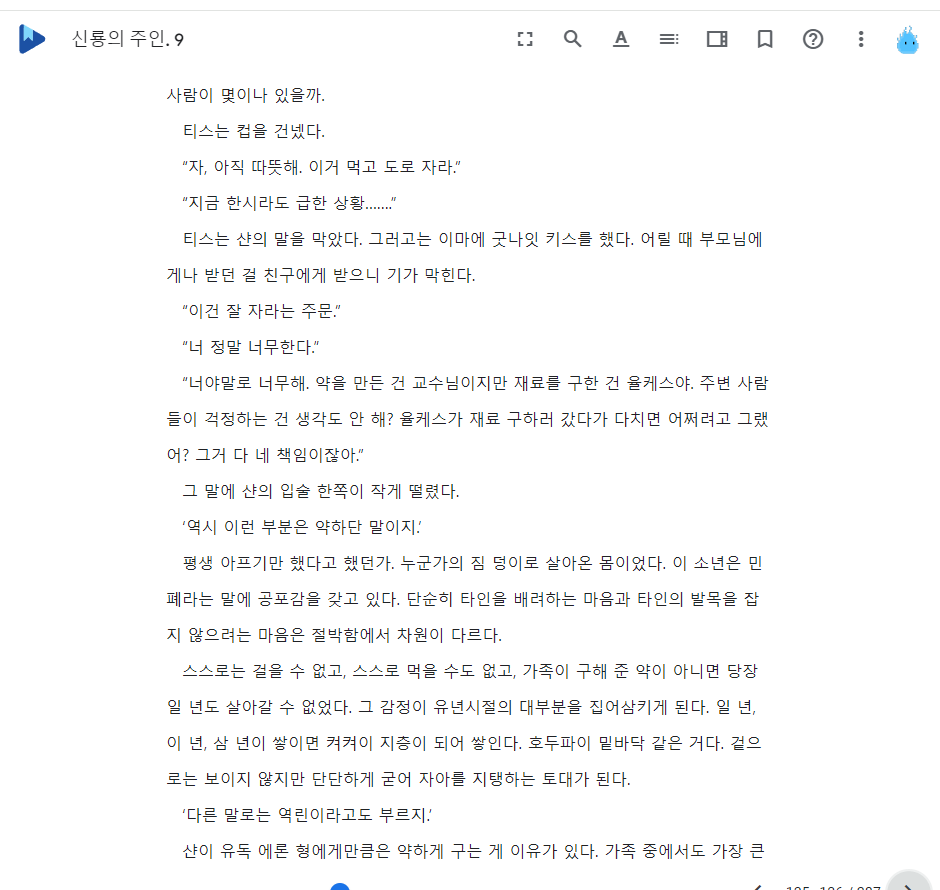 신룡의 주인. 9
사람이 몇이나 있을까.
티스는 컵을 건넸다.
“자, 아직 따뜻해. 이거 먹고 도로 자라.”
“지금 한시라도 급한 상황…….”
티스는 샨의 말을 막았다. 그러고는 이마에 굿나잇 키스를 했다. 어릴 때 부모님에
게나 받던 걸 친구에게 받으니 기가 막힌다.
“이건 잘 자라는 주문.”
“너 정말 너무한다.”
“너야말로 너무해. 약을 만든 건 교수님이지만 재료를 구한 건 율케스야. 주변 사람
들이 걱정하는 건 생각도 안 해? 율케스가 재료 구하러 갔다가 다치면 어쩌려고 그랬
어? 그거 다 네 책임이잖아.”
그 말에 샨의 입술 한쪽이 작게 떨렸다.
‘역시 이런 부분은 약하단 말이지.’
평생 아프기만 했다고 했던가. 누군가의 짐 덩이로 살아온 몸이었다. 이 소년은 민
폐라는 말에 공포감을 갖고 있다. 단순히 타인을 배려하는 마음과 타인의 발목을 잡
지 않으려는 마음은 절박함에서 차원이 다르다.
스스로는 걸을 수 없고, 스스로 먹을 수도 없고, 가족이 구해 준 약이 아니면 당장
일 년도 살아갈 수 없었다. 그 감정이 유년시절의 대부분을 집어삼키게 된다. 일 년,
이 년, 삼 년이 쌓이면 켜켜이 지층이 되어 쌓인다. 호두파이 밑바닥 같은 거다. 겉으
로는 보이지 않지만 단단하게 굳어 자아를 지탱하는 토대가 된다.
‘다른 말로는 역린이라고도 부르지.’
샨이 유독 에론 형에게만큼은 약하게 구는 게 이유가 있다. 가족 중에서도 가장 큰